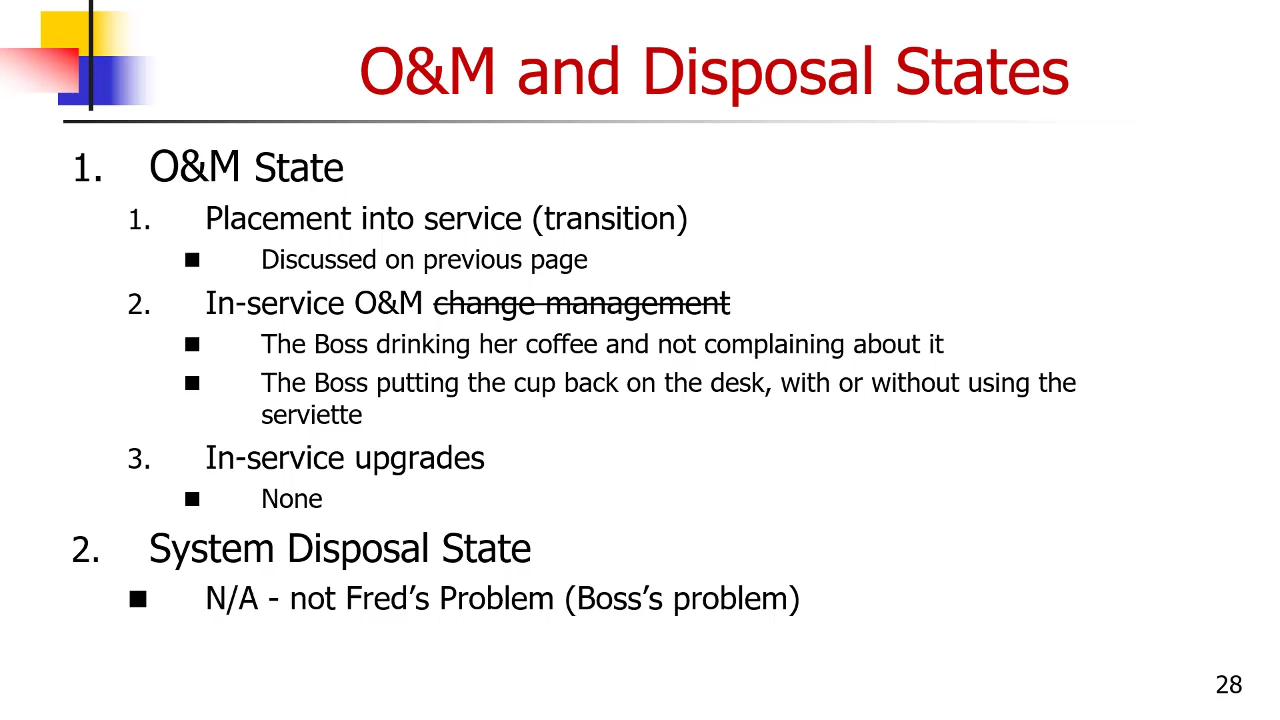 O&M and Disposal States
1. O&M State
1. Placement into service (transition)
■ Discussed on previous page
2. In-service O&M change management
■ The Boss drinking her coffee and not complaining about it
■ The Boss putting the cup back on the desk, with or without using the
serviette
3. In-service upgrades
■ None
2. System Disposal State
■ N/A - not Fred’s Problem (Boss’s problem)
28